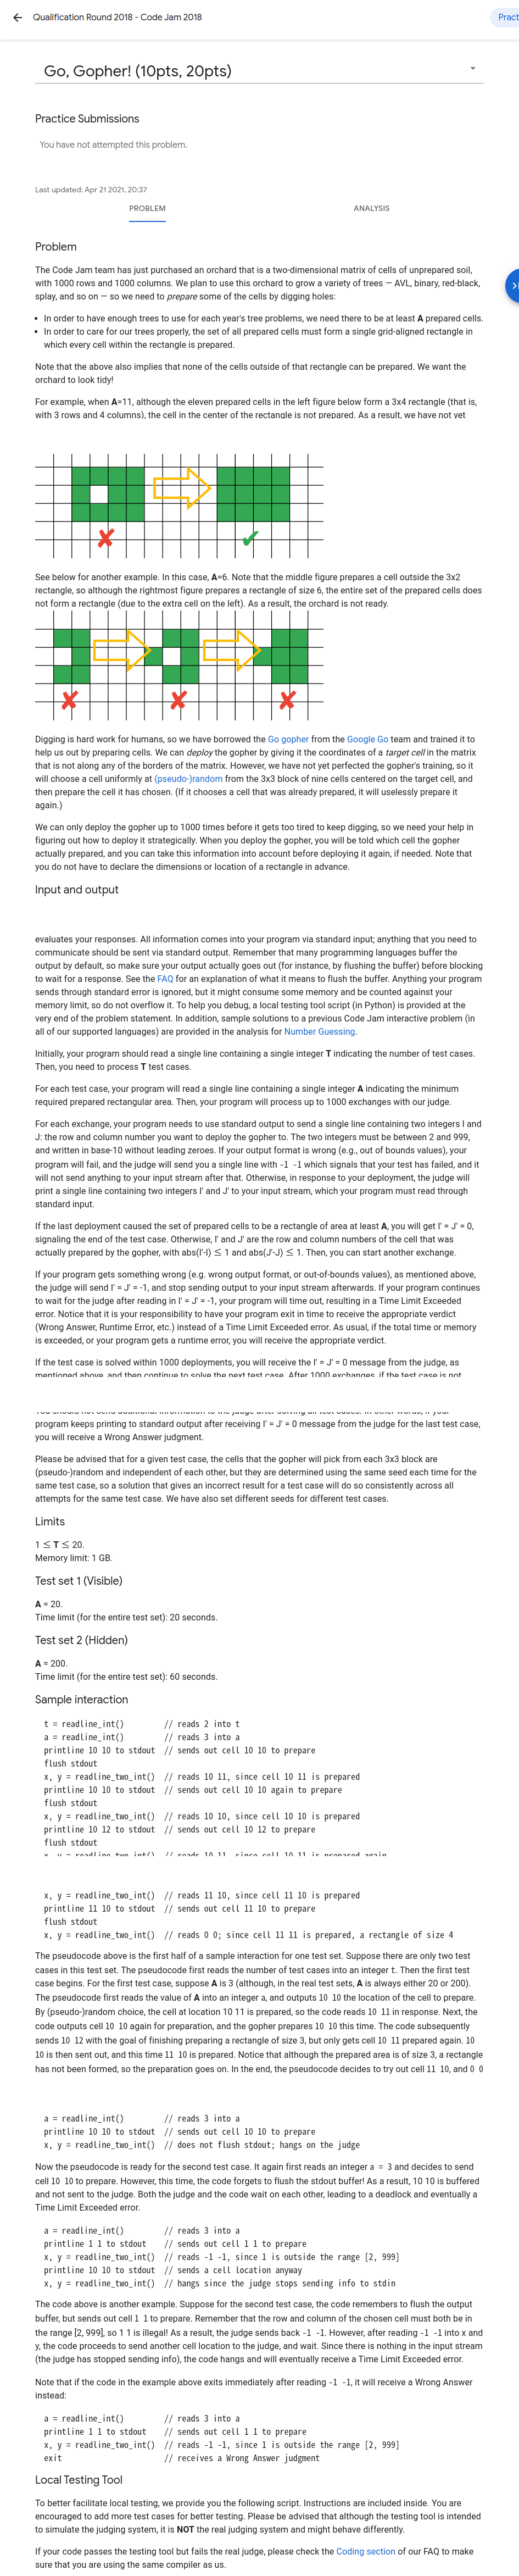 Qualification Round 2018 - Code Jam 2018
Go, Gopher! (10pts, 20pts)
Practice Submissions
You have not attempted this problem.
Last updated: Apr 21 2021, 20:37
PROBLEM
ANALYSIS
Problem
The Code Jam team has just purchased an orchard that is a two-dimensional matrix of cells of unprepared soil,
with 1000 rows and 1000 columns. We plan to use this orchard to grow a variety of trees — AVL, binary, red-black,
splay, and so on — so we need to prepare some of the cells by digging holes:
• In order to have enough trees to use for each year's tree problems, we need there to be at least A prepared cells.
• In order to care for our trees properly, the set of all prepared cells must form a single grid-aligned rectangle in
which every cell within the rectangle is prepared.
Note that the above also implies that none of the cells outside of that rectangle can be prepared. We want the
orchard to look tidy!
For example, when A=11, although the eleven prepared cells in the left figure below form a 3x4 rectangle (that is,
with 3 rows and 4 columns), the cell in the center of the rectangle is not prepared. As a result, we have not yet
See below for another example. In this case, A=6. Note that the middle figure prepares a cell outside the 3x2
rectangle, so although the rightmost figure prepares a rectangle of size 6, the entire set of the prepared cells does
not form a rectangle (due to the extra cell on the left). As a result, the orchard is not ready.
Digging is hard work for humans, so we have borrowed the Go gopher from the Google Go team and trained it to
help us out by preparing cells. We can deploy the gopher by giving it the coordinates of a target cell in the matrix
that is not along any of the borders of the matrix. However, we have not yet perfected the gopher's training, so it
will choose a cell uniformly at (pseudo-)random from the 3x3 block of nine cells centered on the target cell, and
then prepare the cell it has chosen. (If it chooses a cell that was already prepared, it will uselessly prepare it
again.)
We can only deploy the gopher up to 1000 times before it gets too tired to keep digging, so we need your help in
figuring out how to deploy it strategically. When you deploy the gopher, you will be told which cell the gopher
actually prepared, and you can take this information into account before deploying it again, if needed. Note that
you do not have to declare the dimensions or location of a rectangle in advance.
Input and output
evaluates your responses. All information comes into your program via standard input; anything that you need to
communicate should be sent via standard output. Remember that many programming languages buffer the
output by default, so make sure your output actually goes out (for instance, by flushing the buffer) before blocking
to wait for a response. See the FAQ for an explanation of what it means to flush the buffer. Anything your program
sends through standard error is ignored, but it might consume some memory and be counted against your
memory limit, so do not overflow it. To help you debug, a local testing tool script (in Python) is provided at the
very end of the problem statement. In addition, sample solutions to a previous Code Jam interactive problem (in
all of our supported languages) are provided in the analysis for Number Guessing.
Initially, your program should read a single line containing a single integer T indicating the number of test cases.
Then, you need to process T test cases.
For each test case, your program will read a single line containing a single integer A indicating the minimum
required prepared rectangular area. Then, your program will process up to 1000 exchanges with our judge.
For each exchange, your program needs to use standard output to send a single line containing two integers I and
J: the row and column number you want to deploy the gopher to. The two integers must be between 2 and 999,
and written in base-10 without leading zeroes. If your output format is wrong (e.g., out of bounds values), your
program will fail, and the judge will send you a single line with -1 -1 which signals that your test has failed, and it
will not send anything to your input stream after that. Otherwise, in response to your deployment, the judge will
print a single line containing two integers I' and J' to your input stream, which your program must read through
standard input.
If the last deployment caused the set of prepared cells to be a rectangle of area at least A, you will get I' = J' = 0,
signaling the end of the test case. Otherwise, I' and J' are the row and column numbers of the cell that was
actually prepared by the gopher, with abs(I'-I) ≤ 1 and abs(J'-J) ≤ 1. Then, you can start another exchange.
If your program gets something wrong (e.g. wrong output format, or out-of-bounds values), as mentioned above,
the judge will send I' = J' = -1, and stop sending output to your input stream afterwards. If your program continues
to wait for the judge after reading in I' = J' = -1, your program will time out, resulting in a Time Limit Exceeded
error. Notice that it is your responsibility to have your program exit in time to receive the appropriate verdict
(Wrong Answer, Runtime Error, etc.) instead of a Time Limit Exceeded error. As usual, if the total time or memory
is exceeded, or your program gets a runtime error, you will receive the appropriate verdict.
If the test case is solved within 1000 deployments, you will receive the I' = J' = 0 message from the judge, as
mentioned above, and then continue to solve the next test case. After 1000 exchanges, if the test case is not
You should not send additional information to the judge after solving all test cases. In other words, if your
program keeps printing to standard output after receiving I' = J' = 0 message from the judge for the last test case,
you will receive a Wrong Answer judgment.
Please be advised that for a given test case, the cells that the gopher will pick from each 3x3 block are
(pseudo-)random and independent of each other, but they are determined using the same seed each time for the
same test case, so a solution that gives an incorrect result for a test case will do so consistently across all
attempts for the same test case. We have also set different seeds for different test cases.
Limits
1 ≤ T ≤ 20.
Memory limit: 1 GB.
Test set 1 (Visible)
A = 20.
Time limit (for the entire test set): 20 seconds.
Test set 2 (Hidden)
A = 200.
Time limit (for the entire test set): 60 seconds.
Sample interaction
t = readline_int() // reads 2 into t
a = readline_int() // reads 3 into a
printline 10 10 to stdout // sends out cell 10 10 to prepare
flush stdout
x, y = readline_two_int() // reads 10 11, since cell 10 11 is prepared
printline 10 10 to stdout // sends out cell 10 10 again to prepare
flush stdout
x, y = readline_two_int() // reads 10 10, since cell 10 10 is prepared
printline 10 12 to stdout // sends out cell 10 12 to prepare
flush stdout
x, y = readline_two_int() // reads 10 11, since cell 10 11 is prepared again
x, y = readline_two_int() // reads 11 10, since cell 11 10 is prepared
printline 11 10 to stdout // sends out cell 11 10 to prepare
flush stdout
x, y = readline_two_int() // reads 0 0; since cell 11 11 is prepared, a rectangle of size 4
The pseudocode above is the first half of a sample interaction for one test set. Suppose there are only two test
cases in this test set. The pseudocode first reads the number of test cases into an integer t. Then the first test
case begins. For the first test case, suppose A is 3 (although, in the real test sets, A is always either 20 or 200).
The pseudocode first reads the value of A into an integer a, and outputs 10 10 the location of the cell to prepare.
By (pseudo-)random choice, the cell at location 10 11 is prepared, so the code reads 10 11 in response. Next, the
code outputs cell 10 10 again for preparation, and the gopher prepares 10 10 this time. The code subsequently
sends 10 12 with the goal of finishing preparing a rectangle of size 3, but only gets cell 10 11 prepared again. 10
10 is then sent out, and this time 11 10 is prepared. Notice that although the prepared area is of size 3, a rectangle
has not been formed, so the preparation goes on. In the end, the pseudocode decides to try out cell 11 10, and 0 0
a = readline_int() // reads 3 into a
printline 10 10 to stdout // sends out cell 10 10 to prepare
x, y = readline_two_int() // does not flush stdout; hangs on the judge
Now the pseudocode is ready for the second test case. It again first reads an integer a = 3 and decides to send
cell 10 10 to prepare. However, this time, the code forgets to flush the stdout buffer! As a result, 10 10 is buffered
and not sent to the judge. Both the judge and the code wait on each other, leading to a deadlock and eventually a
Time Limit Exceeded error.
a = readline_int() // reads 3 into a
printline 1 1 to stdout // sends out cell 1 1 to prepare
x, y = readline_two_int() // reads -1 -1, since 1 is outside the range [2, 999]
printline 10 10 to stdout // sends a cell location anyway
x, y = readline_two_int() // hangs since the judge stops sending info to stdin
The code above is another example. Suppose for the second test case, the code remembers to flush the output
buffer, but sends out cell 1 1 to prepare. Remember that the row and column of the chosen cell must both be in
the range [2, 999], so 1 1 is illegal! As a result, the judge sends back -1 -1. However, after reading -1 -1 into x and
y, the code proceeds to send another cell location to the judge, and wait. Since there is nothing in the input stream
(the judge has stopped sending info), the code hangs and will eventually receive a Time Limit Exceeded error.
Note that if the code in the example above exits immediately after reading -1 -1, it will receive a Wrong Answer
instead:
a = readline_int() // reads 3 into a
printline 1 1 to stdout // sends out cell 1 1 to prepare
x, y = readline_two_int() // reads -1 -1, since 1 is outside the range [2, 999]
exit // receives a Wrong Answer judgment
Local Testing Tool
To better facilitate local testing, we provide you the following script. Instructions are included inside. You are
encouraged to add more test cases for better testing. Please be advised that although the testing tool is intended
to simulate the judging system, it is NOT the real judging system and might behave differently.
If your code passes the testing tool but fails the real judge, please check the Coding section of our FAQ to make
sure that you are using the same compiler as us.